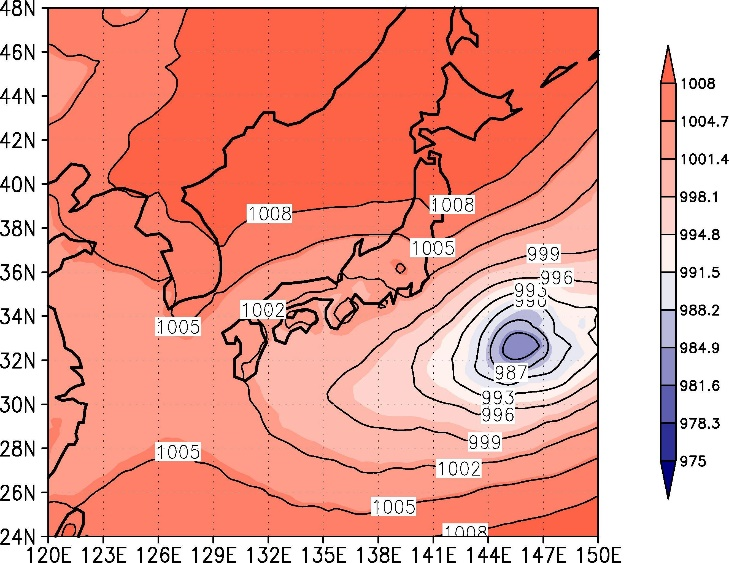 48N
46N
44N
42N
40N
38N
36N
34N
32N
30N
28N
26N
24N
120E 123E 126E 129E 132E 135E 138E 141E 144E 147E 150E
1008
1008
1005
999
996
993
990
1002
1005
987
993
996
999
1005
1002
1005
1008
1008
1004.7
1001.4
998.1
994.8
991.5
988.2
984.9
981.6
978.3
975